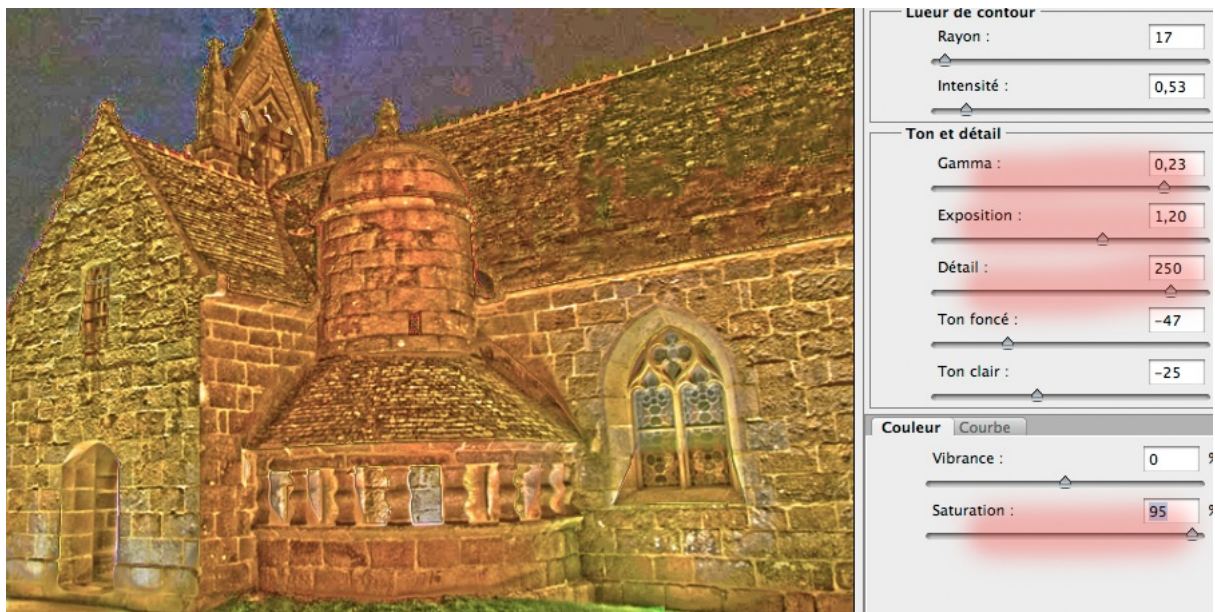 Lueur de contour
Rayon : 17
Intensité : 0,53
Ton et détail
Gamma : 0,23
Exposition : 1,20
Détail : 250
Ton foncé : −47
Ton clair : −25
Couleur Courbe
Vibrance : 0 %
Saturation : 95 %